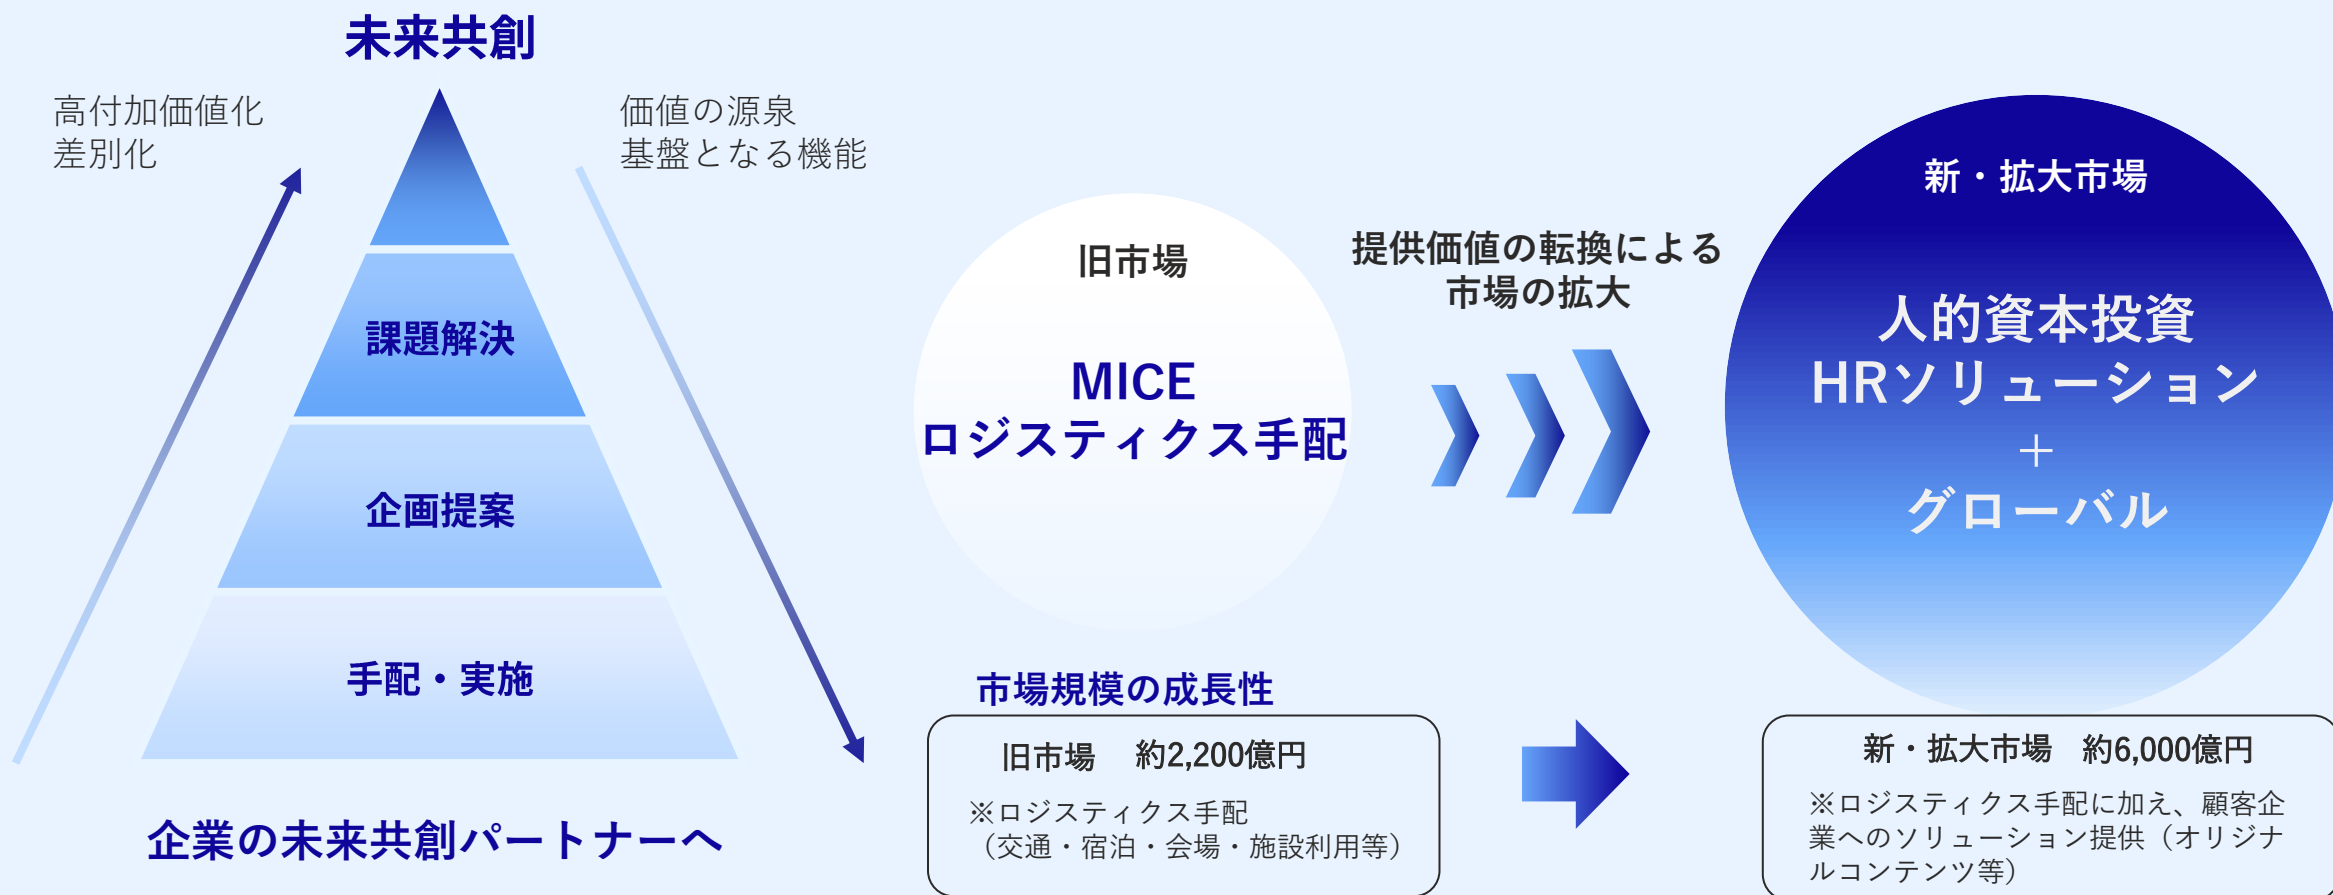 未来共創
高付加価値化
差別化
価値の源泉
基盤となる機能
課題解決
企画提案
手配・実施
企業の未来共創パートナーへ
旧市場
MICE
ロジスティクス手配
提供価値の転換による
市場の拡大
新・拡大市場
人的資本投資
HRソリューション
＋
グローバル
市場規模の成長性
旧市場　約2,200億円
※ロジスティクス手配
（交通・宿泊・会場・施設利用等）
新・拡大市場　約6,000億円
※ロジスティクス手配に加え、顧客企
業へのソリューション提供（オリジナ
ルコンテンツ等）